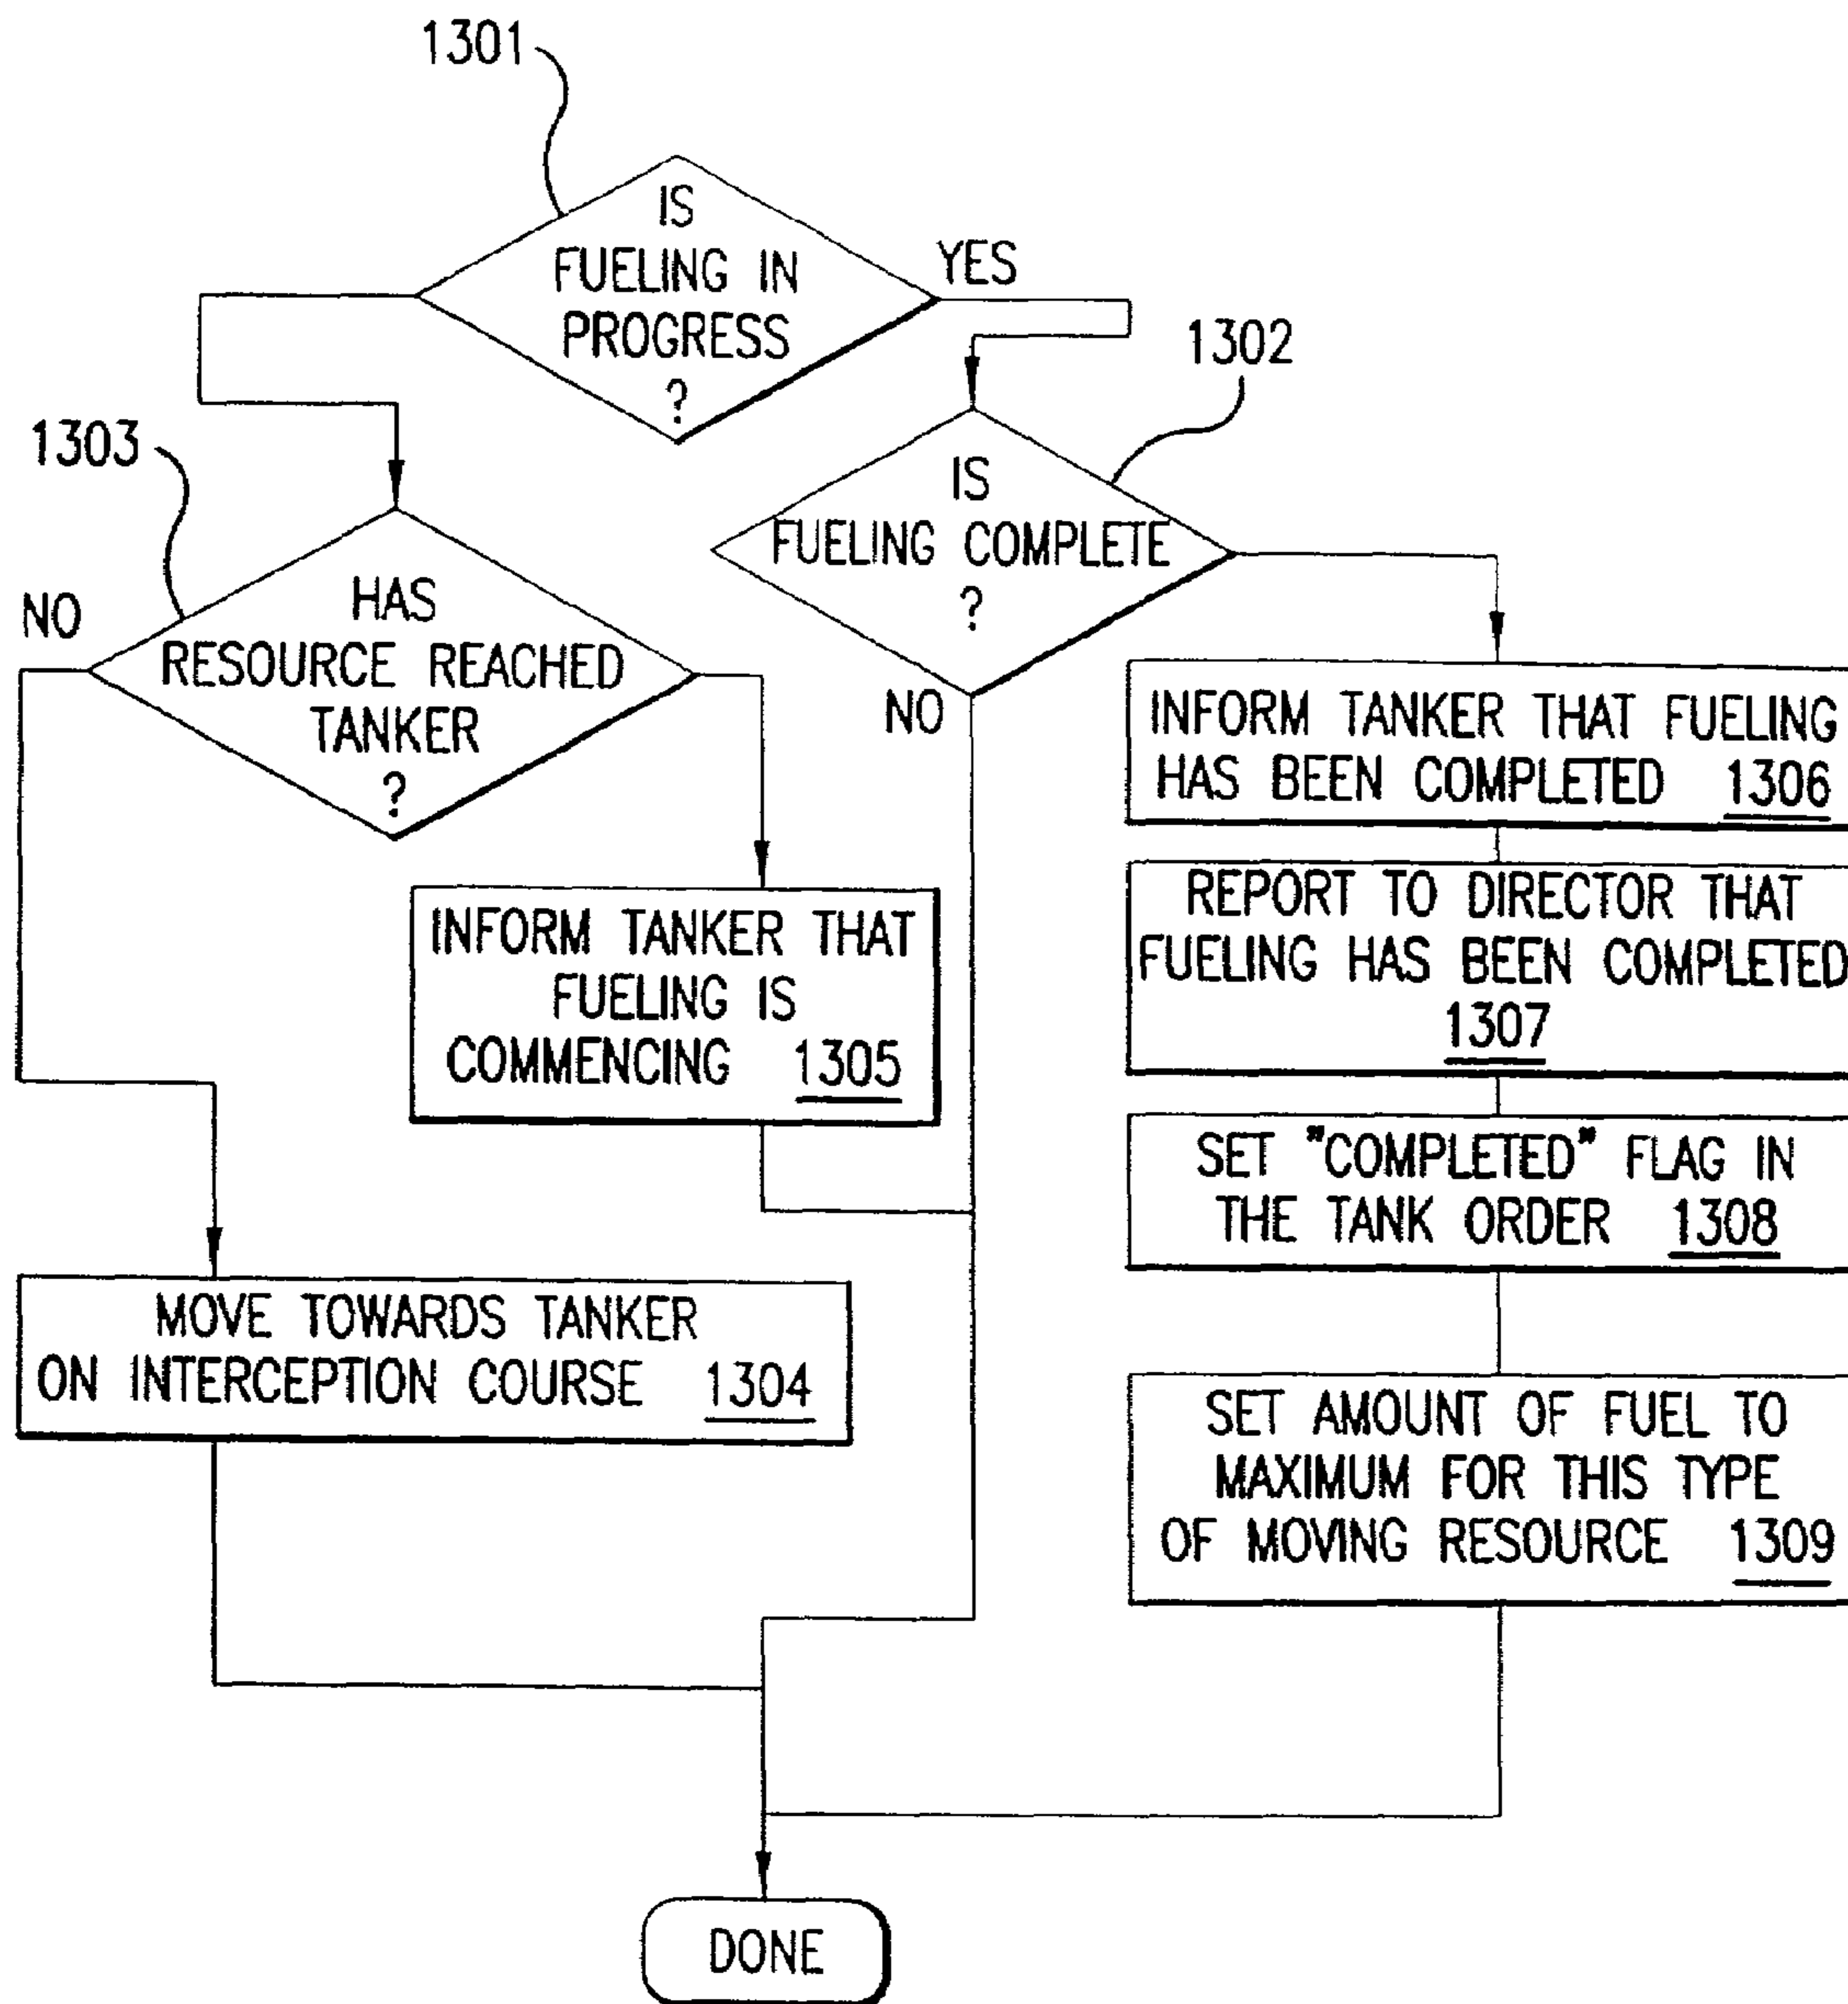 1301
IS
FUELING IN
PROGRESS
?
YES
1302
IS
FUELING COMPLETE
?
NO
1303
HAS
RESOURCE REACHED
TANKER
?
NO
INFORM TANKER THAT FUELING
HAS BEEN COMPLETED 1306
REPORT TO DIRECTOR THAT
FUELING HAS BEEN COMPLETED
1307
INFORM TANKER THAT
FUELING IS
COMMENCING 1305
SET "COMPLETED" FLAG IN
THE TANK ORDER 1308
MOVE TOWARDS TANKER
ON INTERCEPTION COURSE 1304
SET AMOUNT OF FUEL TO
MAXIMUM FOR THIS TYPE
OF MOVING RESOURCE 1309
DONE